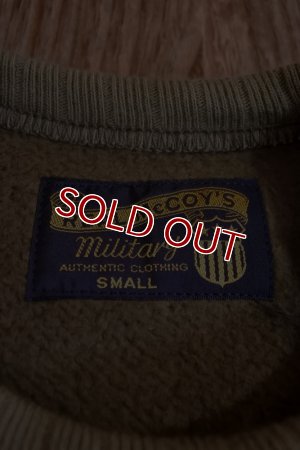 McCOY'S
SOLD OUT
Military
AUTHENTIC CLOTHING
SMALL